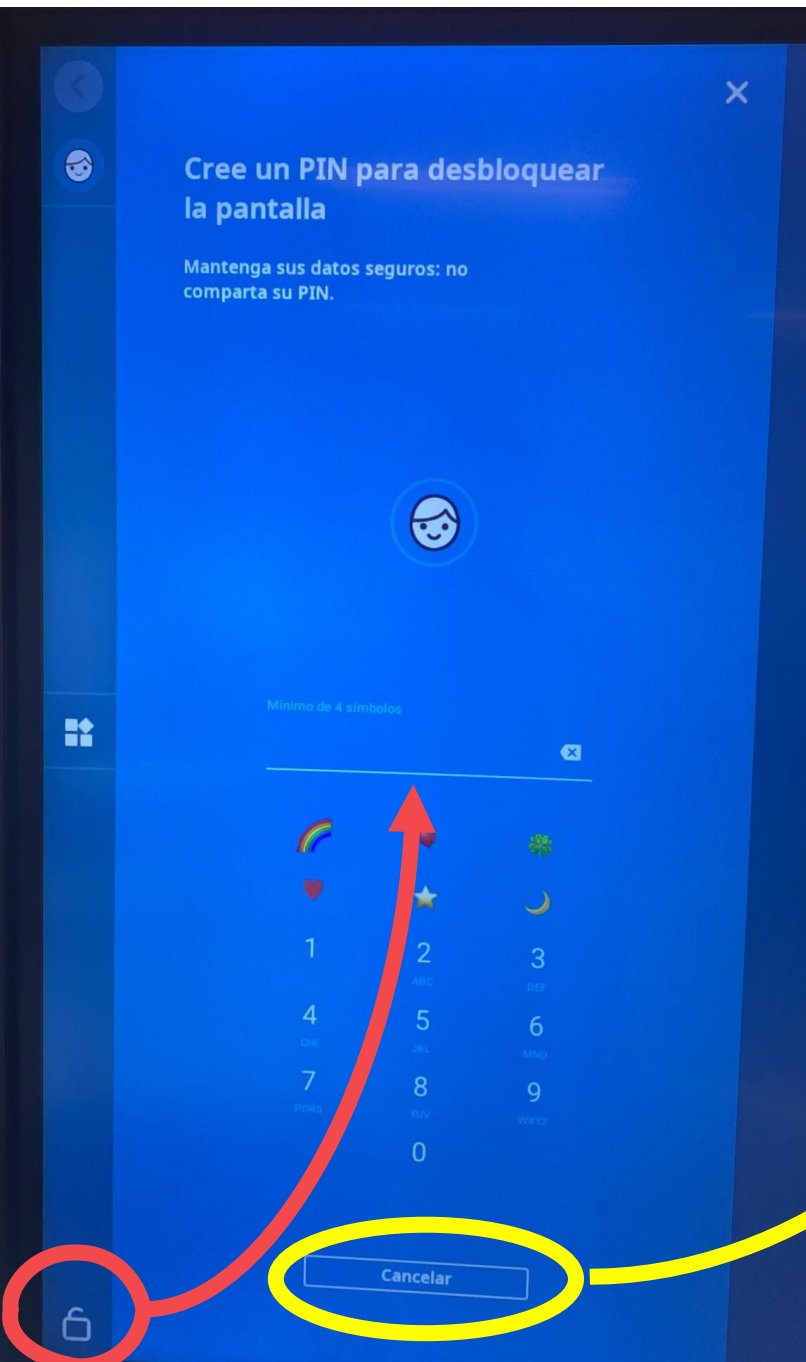 Cree un PIN para desbloquear
la pantalla
Mantenga sus datos seguros: no
comparta su PIN.
Mínimo de 4 símbolos
1 2 3
ABC DEF
4 5 6
GHI JKL MNO
7 8 9
PQRS TUV WXYZ
0
Cancelar